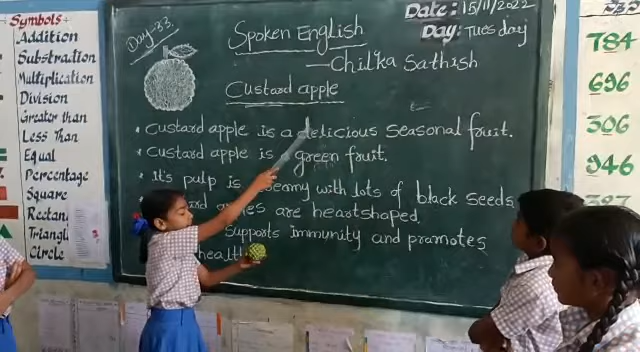 Symbols
Addition
Substraction
Multiplication
Division
Greater than
Less Than
Equal
Percentage
Square
Rectan
Triangl
Circle
Day-33.
Spoken English
—Chilka Sathish
Date: 15/11/2022
Day: Tuesday
Custard apple
• Custard apple is a delicious seasonal fruit.
• Custard apple is green fruit.
• It's pulp is creamy with lots of black seeds
are heartshaped,
Supports immunity and pramotes
health
784
696
306
946